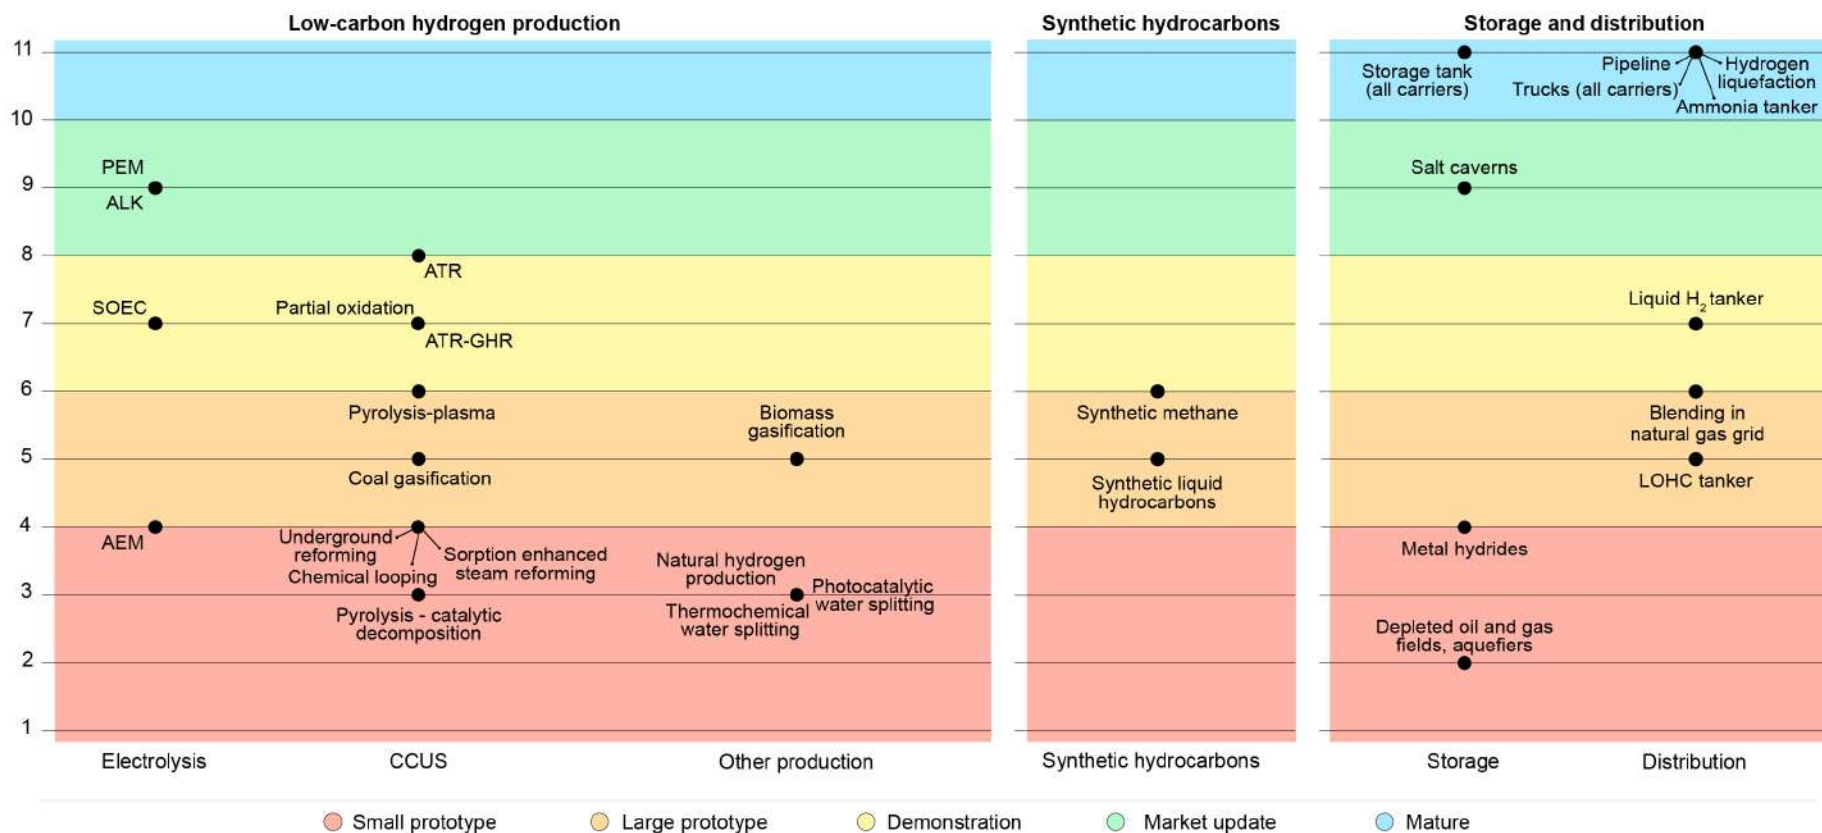 Low-carbon hydrogen production
Synthetic hydrocarbons
Storage and distribution
11
Storage tank
(all carriers)
Pipeline
Hydrogen
liquefaction
Trucks (all carriers)
Ammonia tanker
10
PEM
Salt caverns
9
ALK
8
ATR
SOEC
Partial oxidation
Liquid H2 tanker
7
ATR-GHR
6
Pyrolysis-plasma
Biomass
gasification
Synthetic methane
Blending in
natural gas grid
5
Coal gasification
Synthetic liquid
hydrocarbons
LOHC tanker
4
AEM
Underground
reforming
Chemical looping
Sorption enhanced
steam reforming
Natural hydrogen
production
Metal hydrides
3
Photocatalytic
water splitting
Pyrolysis - catalytic
decomposition
Thermochemical
water splitting
Depleted oil and gas
fields, aquefiers
2
1
Electrolysis
CCUS
Other production
Synthetic hydrocarbons
Storage
Distribution
Small prototype
Large prototype
Demonstration
Market update
Mature